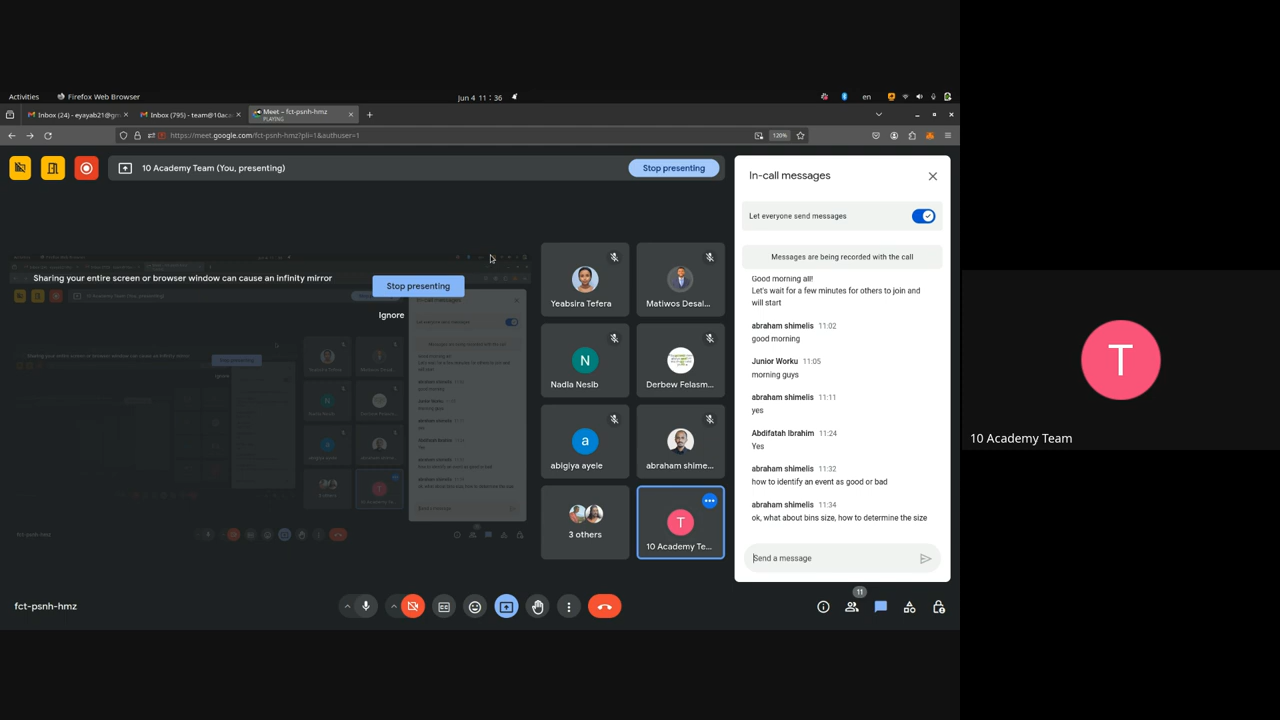 Activities
Firefox Web Browser
Jun 4 11:36
en
Inbox (24) - eyayab21@gm
Inbox (795) - team@10ac
Meet – fct-psnh-hmz
PLAYING
https://meet.google.com/fct-psnh-hmz?pli=1&authuser=1
120%
10 Academy Team (You, presenting)
Stop presenting
Sharing your entire screen or browser window can cause an infinity mirror
Stop presenting
Ignore
Yeabsira Tefera
Matiwos Desal...
N
Nadia Nesib
Derbew Felasm...
a
abigiya ayele
abraham shime...
3 others
T
10 Academy Te...
In-call messages
Let everyone send messages
Messages are being recorded with the call
Good morning all!
Let's wait for a few minutes for others to join and
will start
abraham shimelis 11:02
good morning
Junior Worku 11:05
morning guys
abraham shimelis 11:11
yes
Abdifatah Ibrahim 11:24
Yes
abraham shimelis 11:32
how to identify an event as good or bad
abraham shimelis 11:34
ok, what about bins size, how to determine the size
Send a message
fct-psnh-hmz
11
T
10 Academy Team